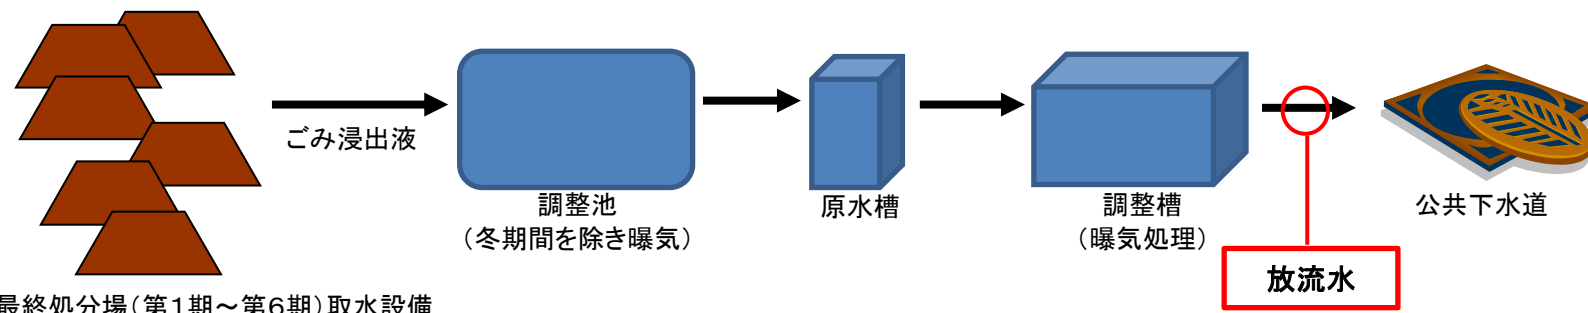 ごみ浸出液
調整池
（冬期間を除き曝気）
原水槽
調整槽
（曝気処理）
公共下水道
放流水
最終処分場（第1期～第6期）取水設備